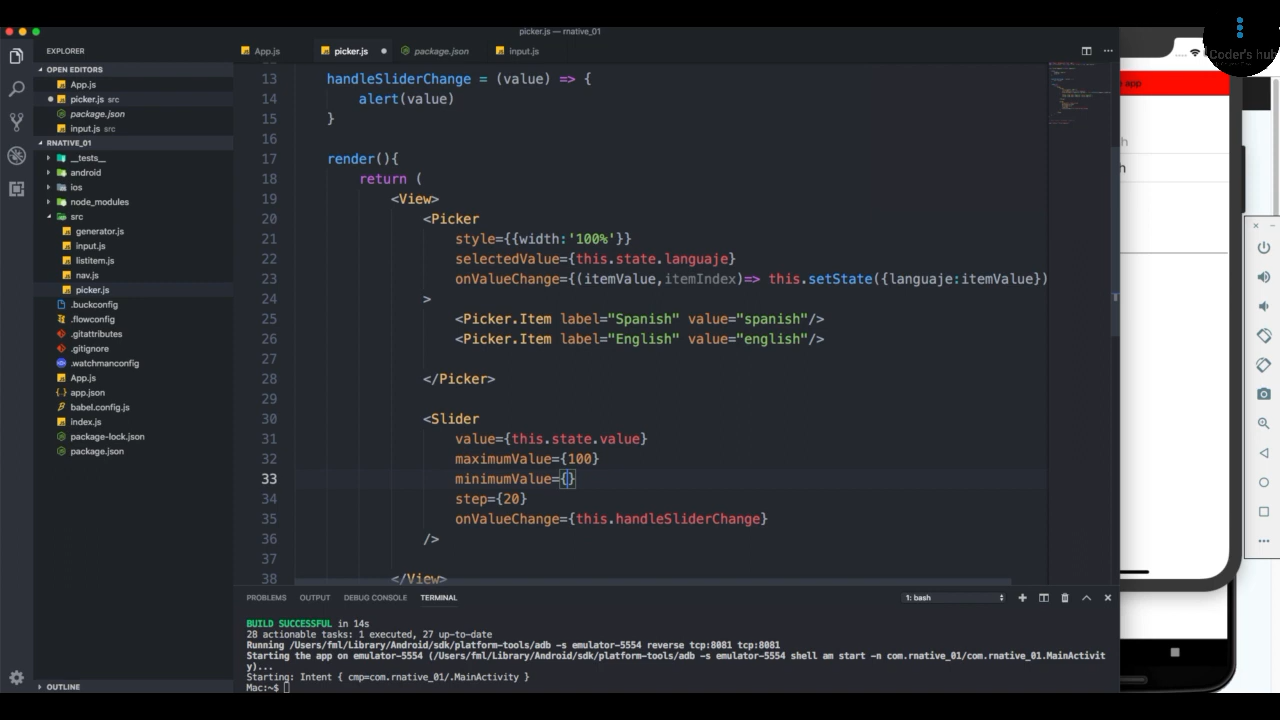 picker.js — rnative_01
Coder's hub
EXPLORER
OPEN EDITORS
App.js
picker.js src
package.json
input.js src
RNATIVE_01
__tests__
android
ios
node_modules
src
generator.js
input.js
listitem.js
nav.js
picker.js
.buckconfig
.flowconfig
.gitattributes
.gitignore
.watchmanconfig
App.js
app.json
babel.config.js
index.js
package-lock.json
package.json
OUTLINE
App.js picker.js package.json input.js
13 handleSliderChange = (value) => {
14 alert(value)
15 }
16
17 render(){
18 return (
19 <View>
20 <Picker
21 style={{width:'100%'}}
22 selectedValue={this.state.languaje}
23 onValueChange={(itemValue,itemIndex)=> this.setState({languaje:itemValue})
24 >
25 <Picker.Item label="Spanish" value="spanish"/>
26 <Picker.Item label="English" value="english"/>
27
28 </Picker>
29
30 <Slider
31 value={this.state.value}
32 maximumValue={100}
33 minimumValue={}
34 step={20}
35 onValueChange={this.handleSliderChange}
36 />
37
38 </View>
PROBLEMS OUTPUT DEBUG CONSOLE TERMINAL 1: bash
BUILD SUCCESSFUL in 14s
28 actionable tasks: 1 executed, 27 up-to-date
Running /Users/fml/Library/Android/sdk/platform-tools/adb -s emulator-5554 reverse tcp:8081 tcp:8081
Starting the app on emulator-5554 (/Users/fml/Library/Android/sdk/platform-tools/adb -s emulator-5554 shell am start -n com.rnative_01/com.rnative_01.MainActivit
y)...
Starting: Intent { cmp=com.rnative_01/.MainActivity }
Mac:~$
app
h
h